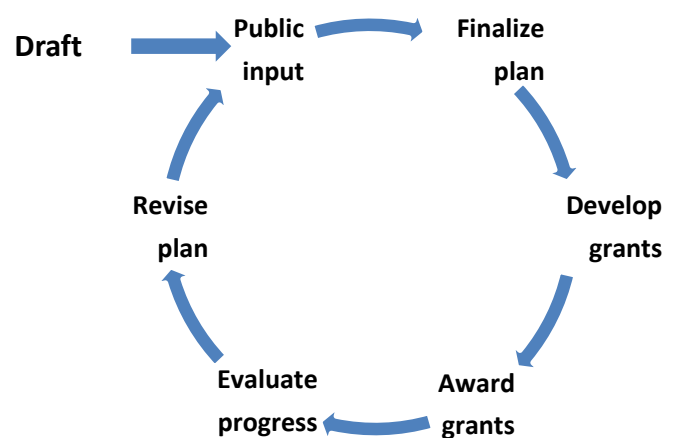 Draft
Public
input
Finalize
plan
Develop
grants
Award
grants
Evaluate
progress
Revise
plan